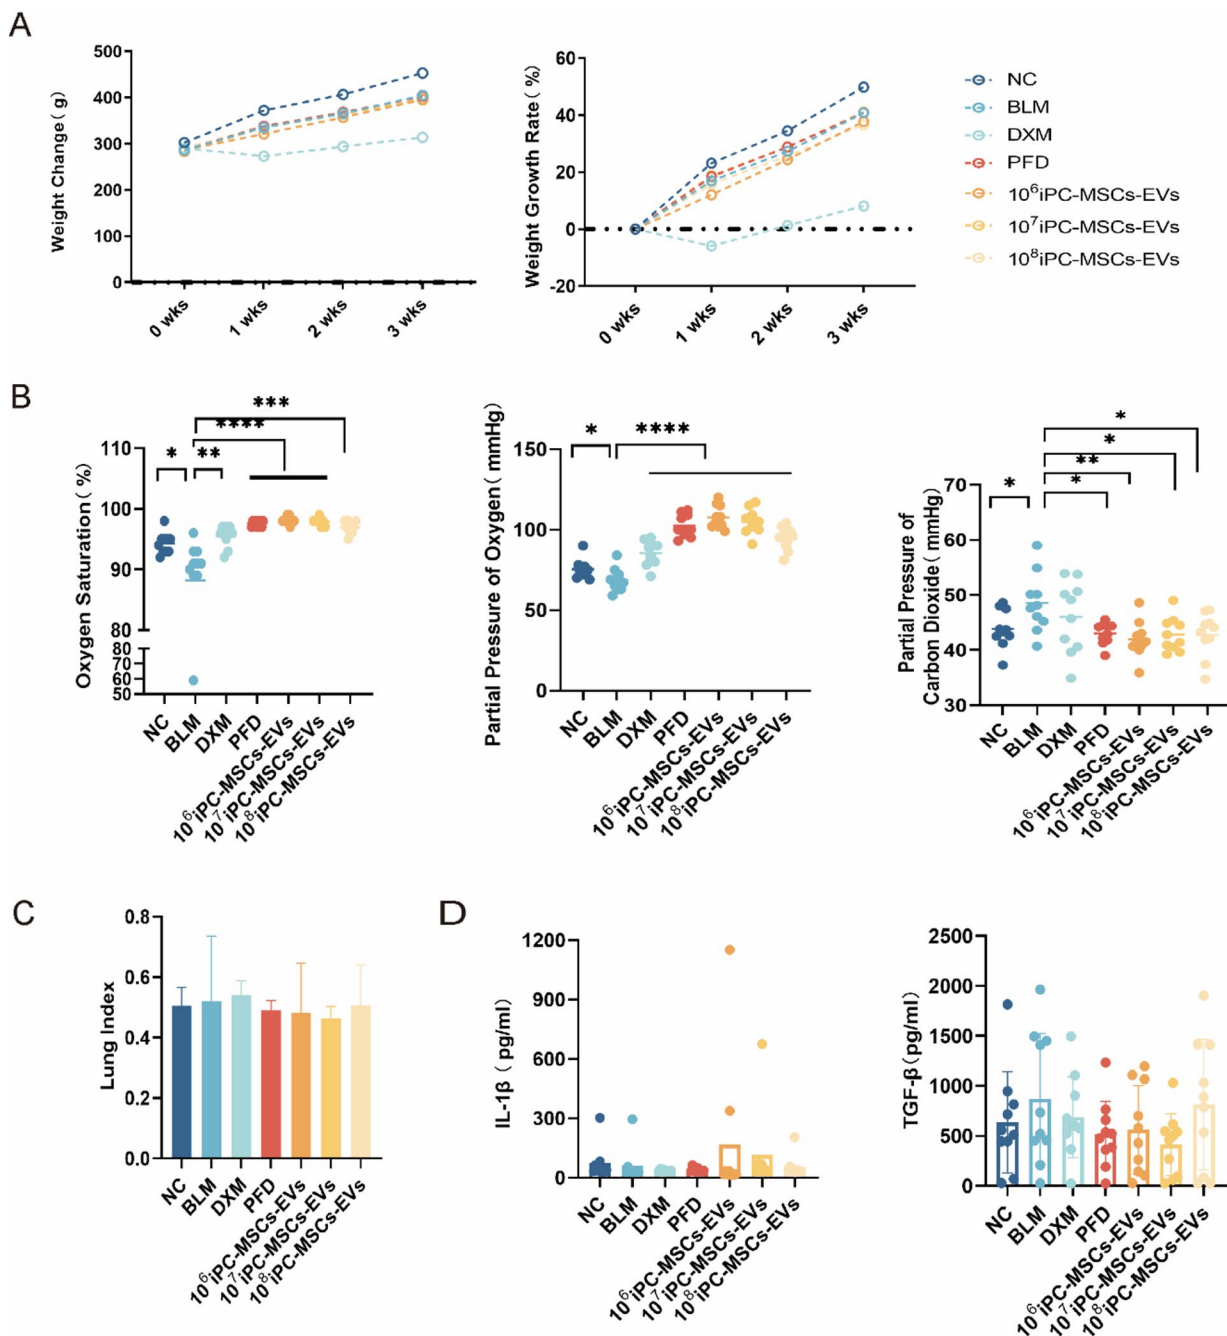 A
Weight Change( g)
500
400
300
200
100
0
0 wks
1 wks
2 wks
3 wks
Weight Growth Rate( %)
60
40
20
0
-20
0 wks
1 wks
2 wks
3 wks
NC
BLM
DXM
PFD
10⁶iPC-MSCs-EVs
10⁷iPC-MSCs-EVs
10⁸iPC-MSCs-EVs
B
Oxygen Saturation( %)
110
100
90
80
80
70
60
50
*
**
****
***
NC
BLM
DXM
PFD
10⁶iPC-MSCs-EVs
10⁷iPC-MSCs-EVs
10⁸iPC-MSCs-EVs
Partial Pressure of Oxygen( mmHg)
150
100
50
0
*
****
NC
BLM
DXM
PFD
10⁶iPC-MSCs-EVs
10⁷iPC-MSCs-EVs
10⁸iPC-MSCs-EVs
Partial Pressure of
Carbon Dioxide( mmHg)
70
60
50
40
30
*
*
**
*
*
NC
BLM
DXM
PFD
10⁶iPC-MSCs-EVs
10⁷iPC-MSCs-EVs
10⁸iPC-MSCs-EVs
C
Lung Index
0.8
0.6
0.4
0.2
0.0
NC
BLM
DXM
PFD
10⁶iPC-MSCs-EVs
10⁷iPC-MSCs-EVs
10⁸iPC-MSCs-EVs
D
IL-1β ( pg/ml)
1200
900
600
300
0
NC
BLM
DXM
PFD
10⁶iPC-MSCs-EVs
10⁷iPC-MSCs-EVs
10⁸iPC-MSCs-EVs
TGF-β(pg/ml)
2500
2000
1500
1000
500
0
NC
BLM
DXM
PFD
10⁶iPC-MSCs-EVs
10⁷iPC-MSCs-EVs
10⁸iPC-MSCs-EVs